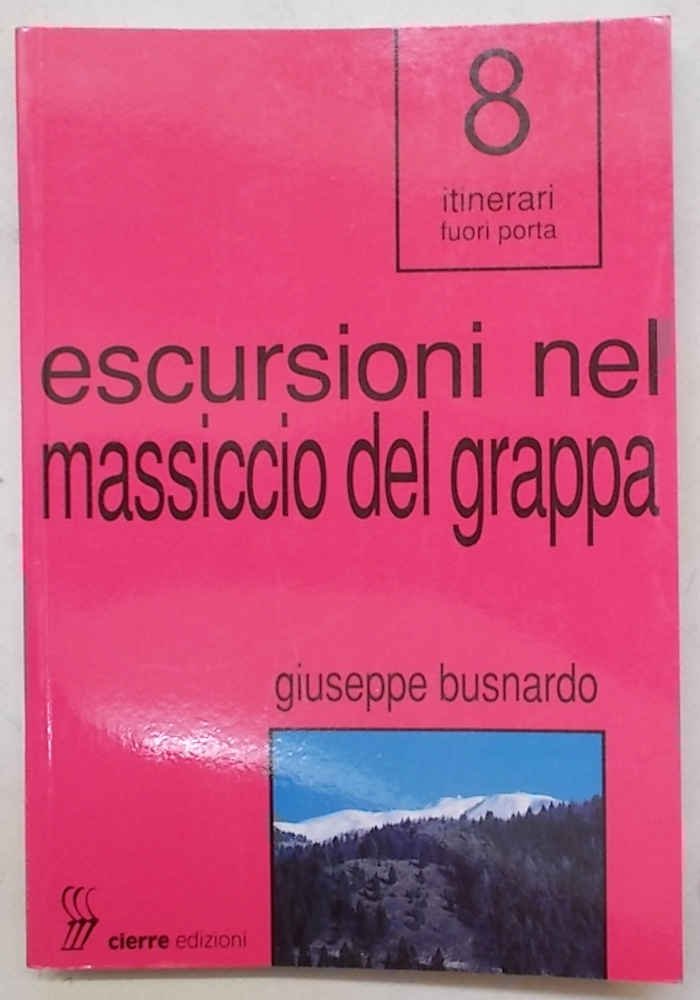 8
itinerari
fuori porta
escursioni nel
massiccio del grappa
giuseppe busnardo
cierre edizioni